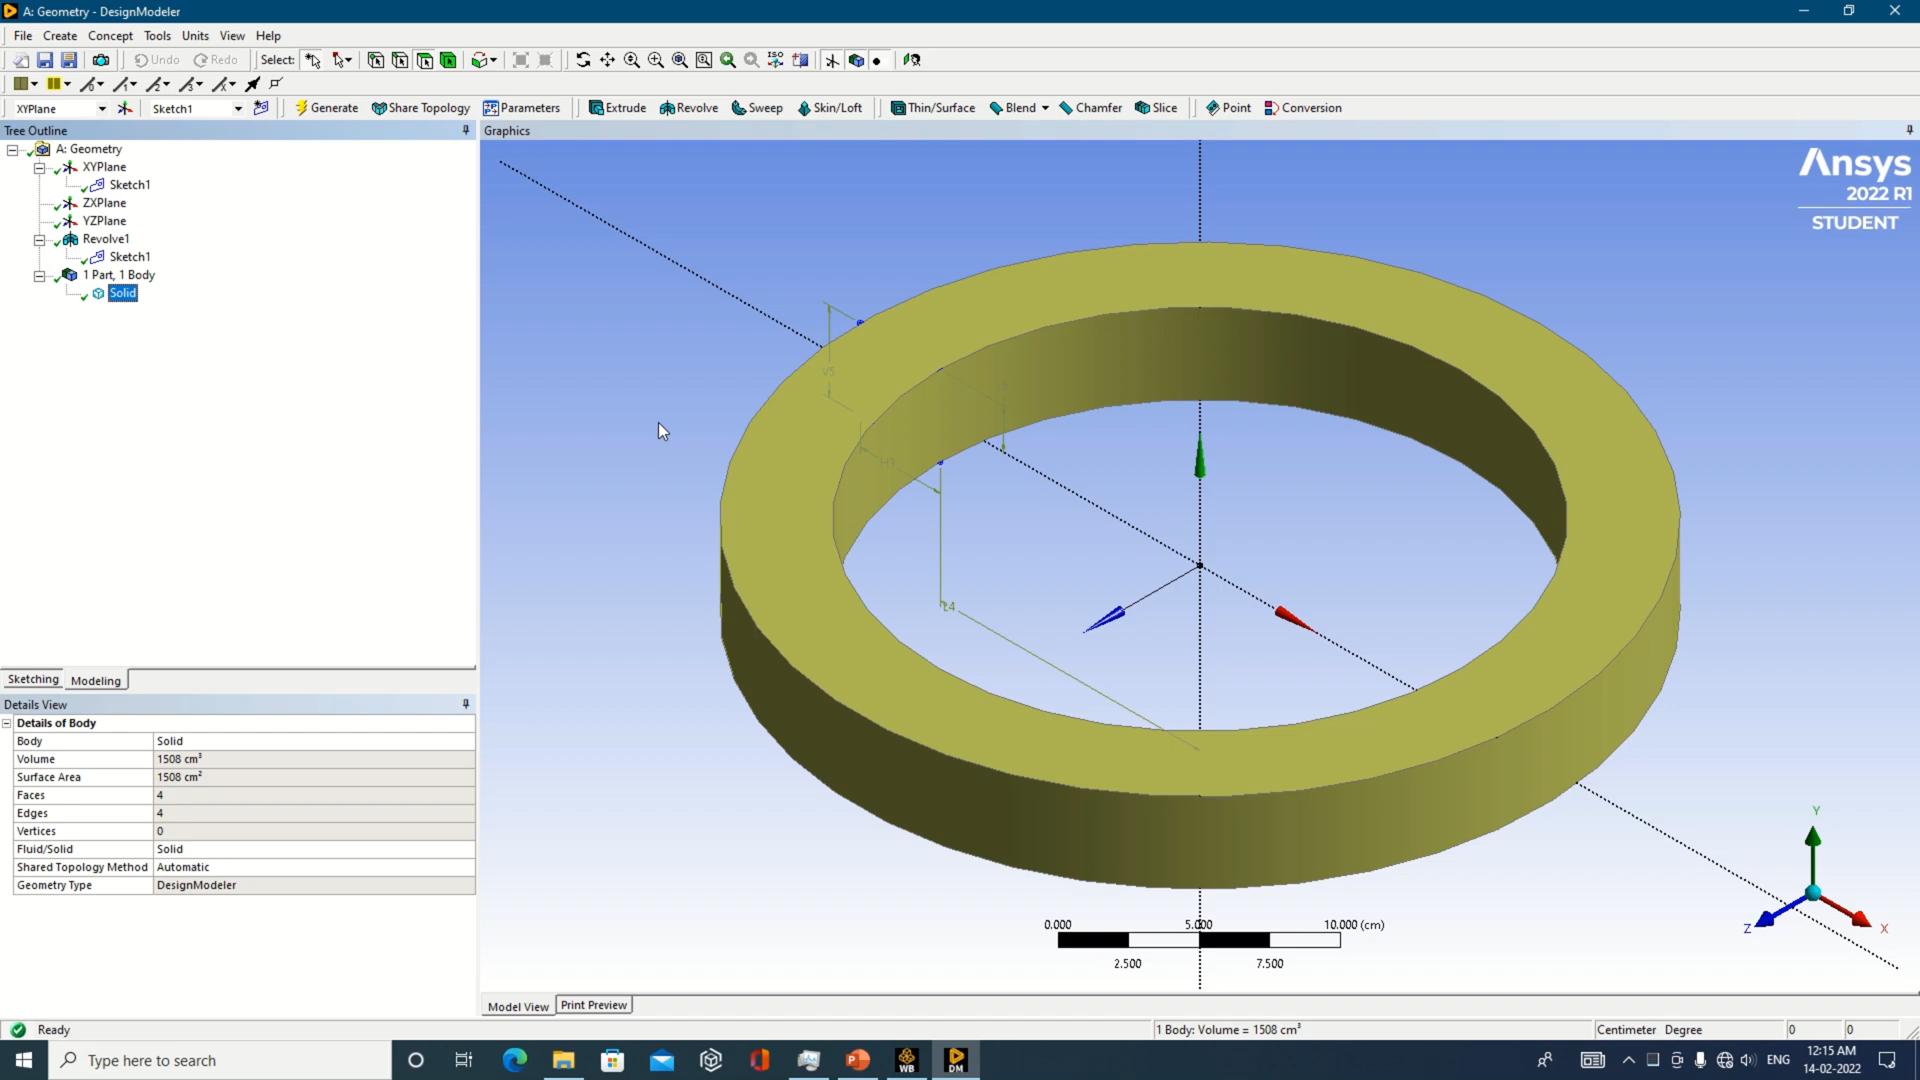 A: Geometry - DesignModeler
File Create Concept Tools Units View Help
Undo Redo Select: ISO
XYPlane Sketch1 Generate Share Topology Parameters Extrude Revolve Sweep Skin/Loft Thin/Surface Blend Chamfer Slice Point Conversion
Tree Outline
Graphics
A: Geometry
XYPlane
Sketch1
ZXPlane
YZPlane
Revolve1
Sketch1
1 Part, 1 Body
Solid
Ansys
2022 R1
STUDENT
V5
H3
L4
Sketching Modeling
Details View
Details of Body
Body Solid
Volume 1508 cm³
Surface Area 1508 cm²
Faces 4
Edges 4
Vertices 0
Fluid/Solid Solid
Shared Topology Method Automatic
Geometry Type DesignModeler
0.000 5.000 10.000 (cm)
2.500 7.500
Y
Z
X
Model View Print Preview
Ready
1 Body: Volume = 1508 cm³
Centimeter Degree 0 0
Type here to search
WB
DM
ENG
12:15 AM
14-02-2022